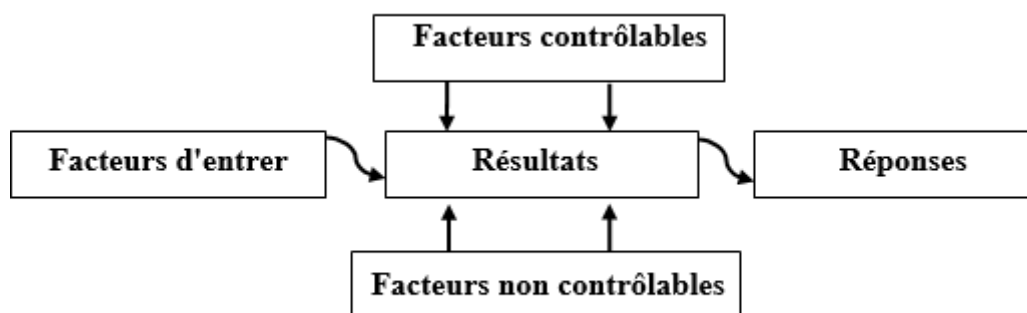 Facteurs contrôlables
Facteurs d'entrer
Résultats
Réponses
Facteurs non contrôlables